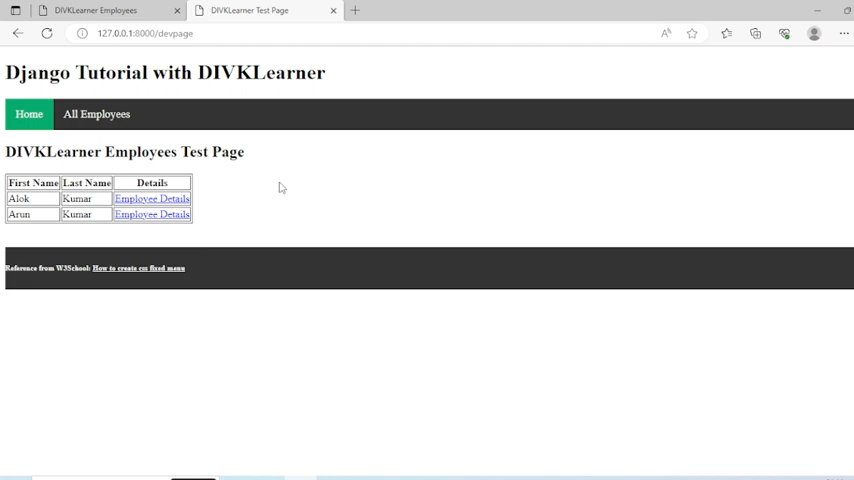 DIVKLearner Employees
DIVKLearner Test Page
127.0.0.1:8000/devpage
Django Tutorial with DIVKLearner
Home All Employees
DIVKLearner Employees Test Page
First Name Last Name Details
Alok Kumar Employee Details
Arun Kumar Employee Details
Reference from W3School: How to create css fixed manu